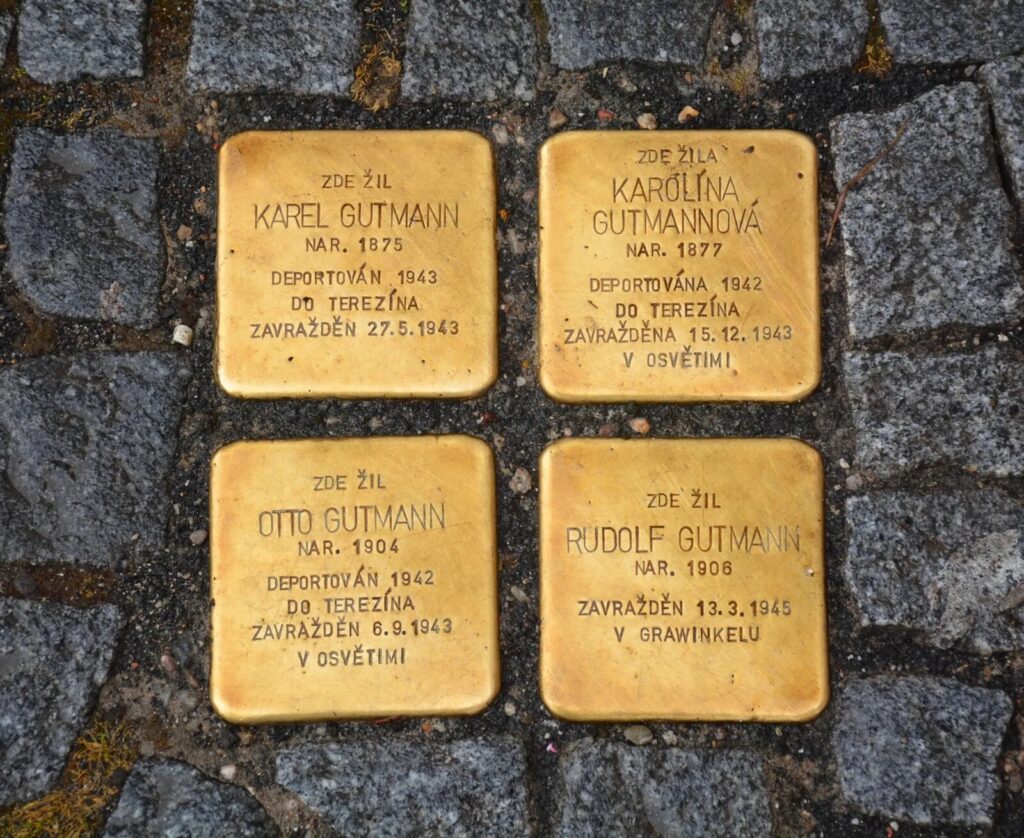 ZDE ŽIL
KAREL GUTMANN
NAR. 1875
DEPORTOVÁN 1943
DO TEREZÍNA
ZAVRAŽDĚN 27.5.1943
ZDE ŽILA
KAROLÍNA
GUTMANNOVÁ
NAR. 1877
DEPORTOVÁNA 1942
DO TEREZÍNA
ZAVRAŽDĚNA 15.12.1943
V OSVĚTIMI
ZDE ŽIL
OTTO GUTMANN
NAR. 1904
DEPORTOVÁN 1942
DO TEREZÍNA
ZAVRAŽDĚN 6.9.1943
V OSVĚTIMI
ZDE ŽIL
RUDOLF GUTMANN
NAR. 1906
ZAVRAŽDĚN 13.3.1945
V GRAWINKELU